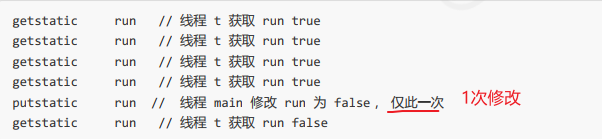 getstatic run // 线程 t 获取 run true
getstatic run // 线程 t 获取 run true
getstatic run // 线程 t 获取 run true
getstatic run // 线程 t 获取 run true
putstatic run // 线程 main 修改 run 为 false， 仅此一次 1次修改
getstatic run // 线程 t 获取 run false